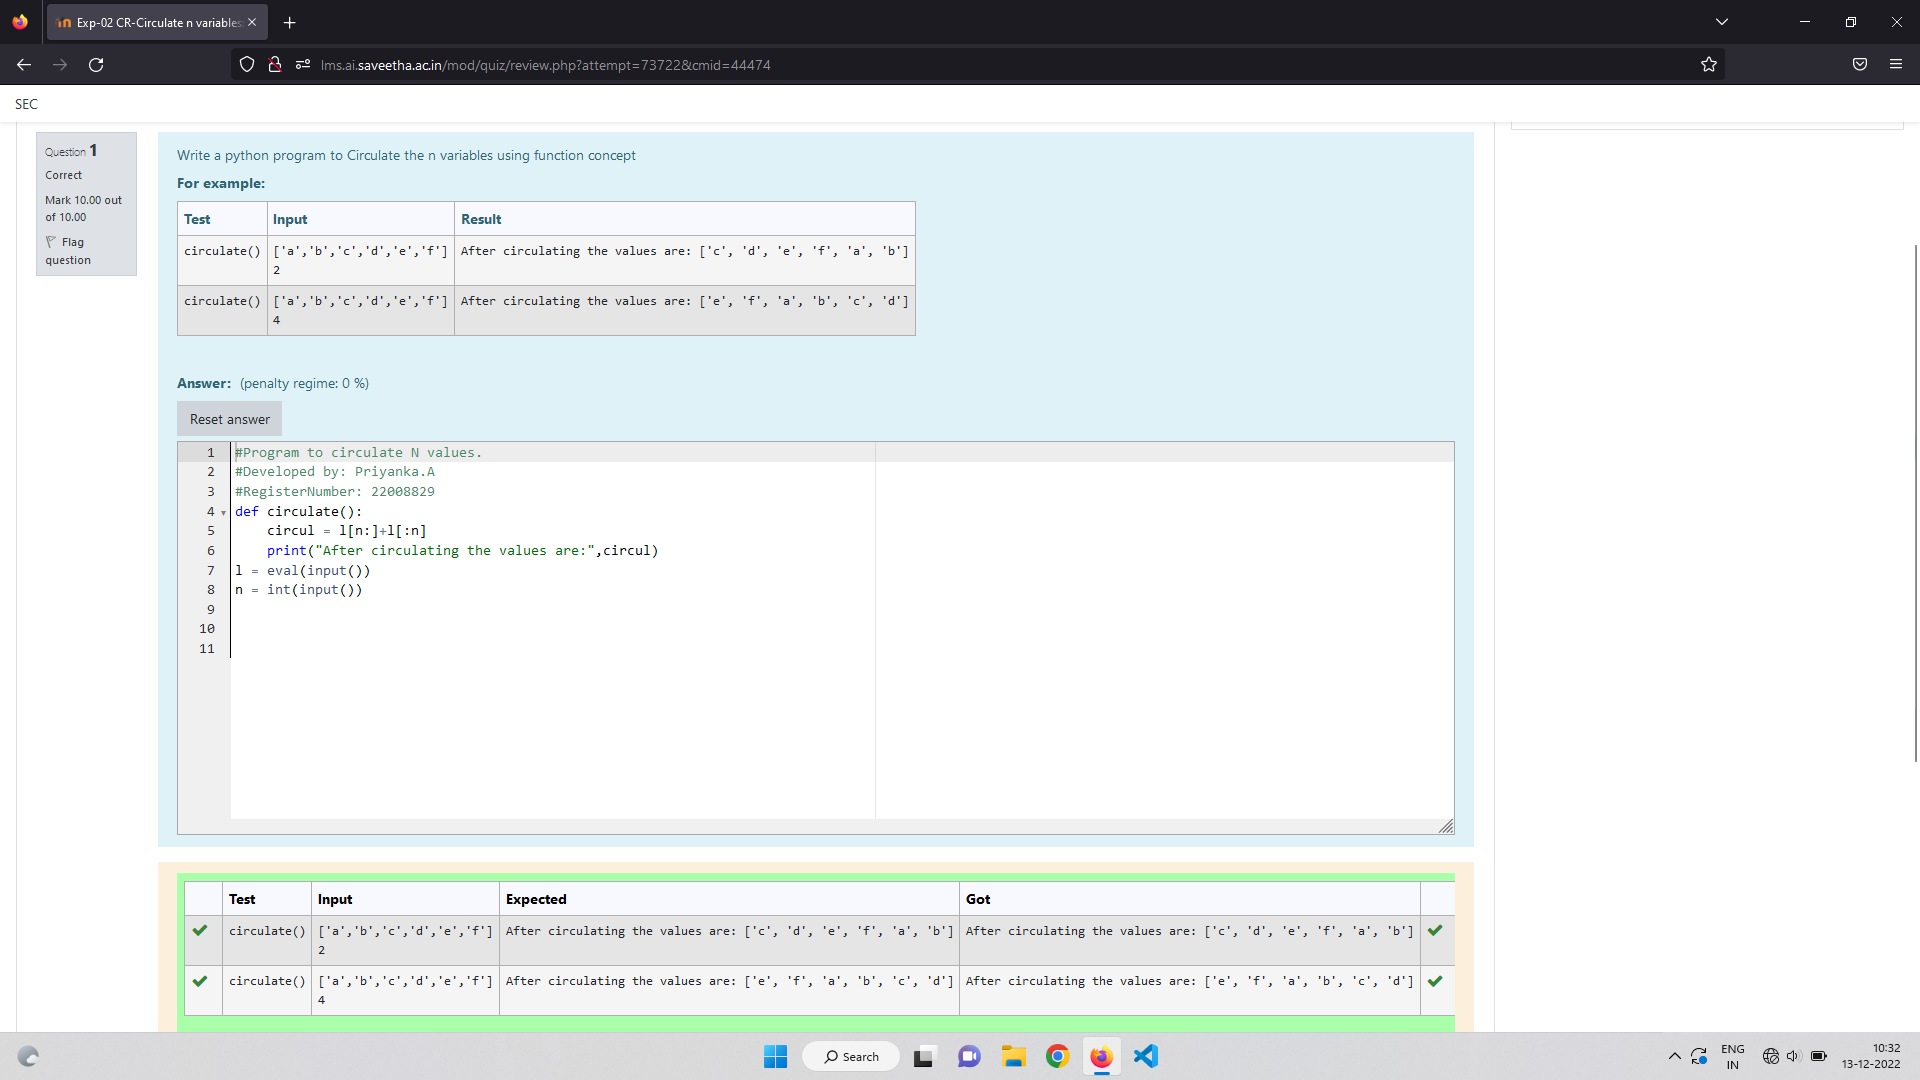 Exp-02 CR-Circulate n variables
lms.ai.saveetha.ac.in/mod/quiz/review.php?attempt=73722&cmid=44474
SEC
Question 1
Correct
Mark 10.00 out
of 10.00
Flag
question
Write a python program to Circulate the n variables using function concept
For example:
Test Input Result
circulate() ['a','b','c','d','e','f'] After circulating the values are: ['c', 'd', 'e', 'f', 'a', 'b']
2
circulate() ['a','b','c','d','e','f'] After circulating the values are: ['e', 'f', 'a', 'b', 'c', 'd']
4
Answer: (penalty regime: 0 %)
Reset answer
1 #Program to circulate N values.
2 #Developed by: Priyanka.A
3 #RegisterNumber: 22008829
4 def circulate():
5 circul = l[n:]+l[:n]
6 print("After circulating the values are:",circul)
7 l = eval(input())
8 n = int(input())
9
10
11
Test Input Expected Got
circulate() ['a','b','c','d','e','f'] After circulating the values are: ['c', 'd', 'e', 'f', 'a', 'b'] After circulating the values are: ['c', 'd', 'e', 'f', 'a', 'b']
2
circulate() ['a','b','c','d','e','f'] After circulating the values are: ['e', 'f', 'a', 'b', 'c', 'd'] After circulating the values are: ['e', 'f', 'a', 'b', 'c', 'd']
4
Search
ENG
IN
10:32
13-12-2022